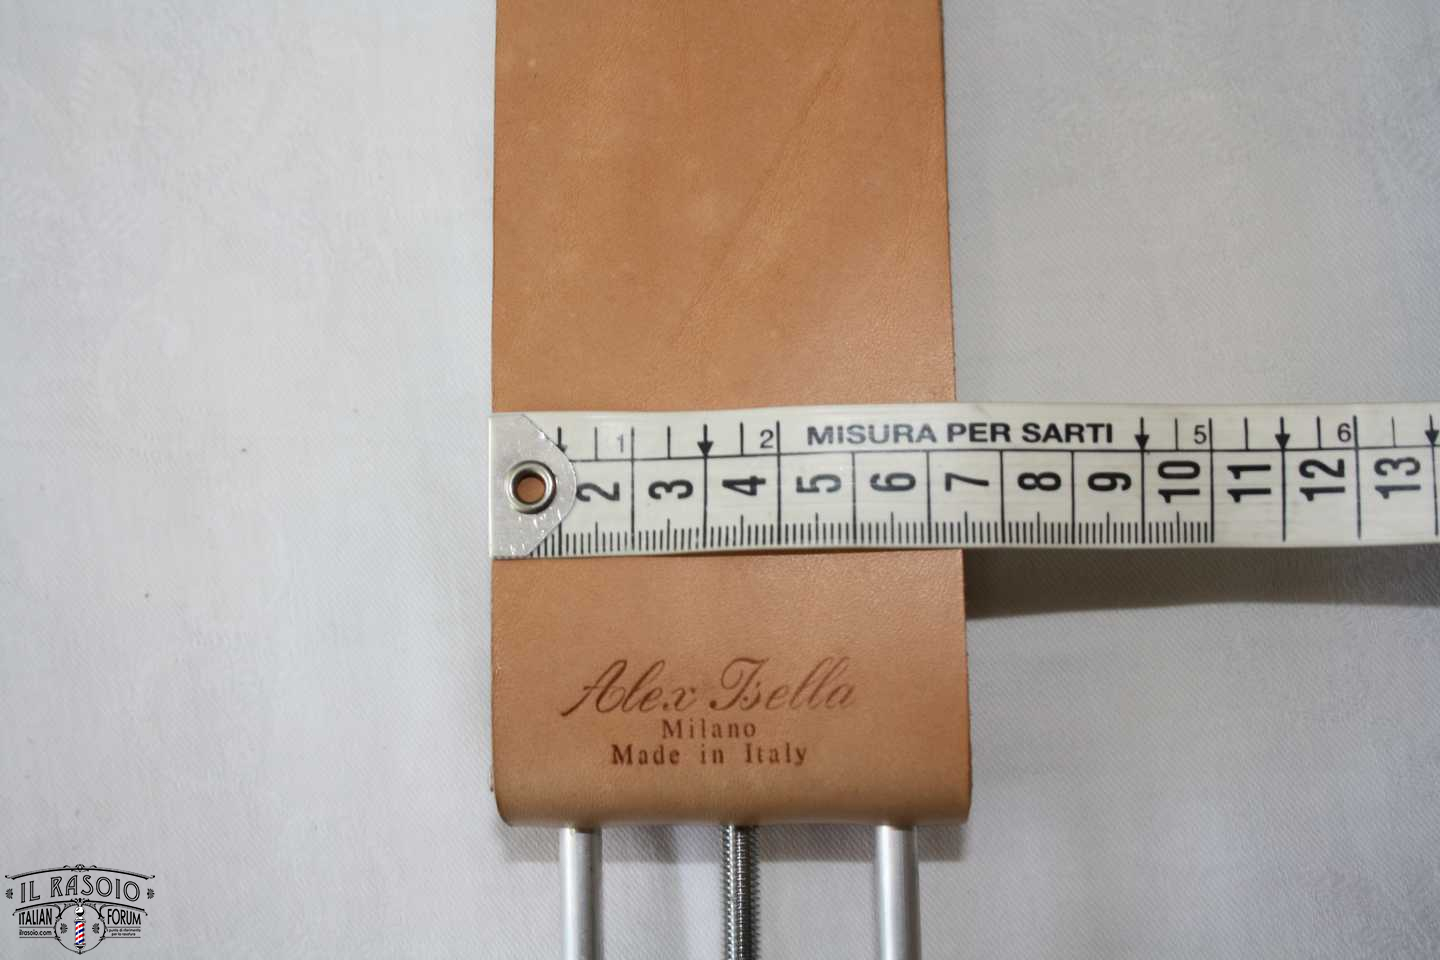 1 2 MISURA PER SARTI 5 6
2 3 4 5 6 7 8 9 10 11 12 13
Alex Isella
Milano
Made in Italy
IL RASOIO
ITALIAN FORUM
ilrasoio.com